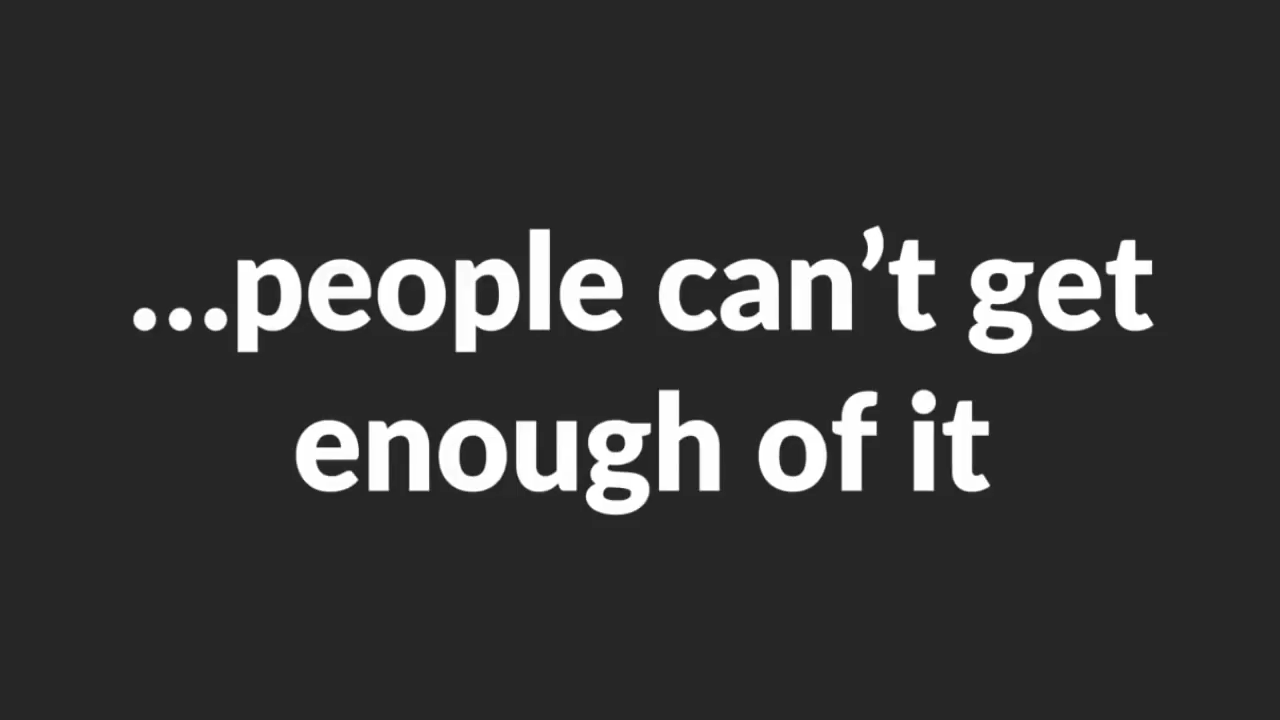 ...people can’t get
enough of it